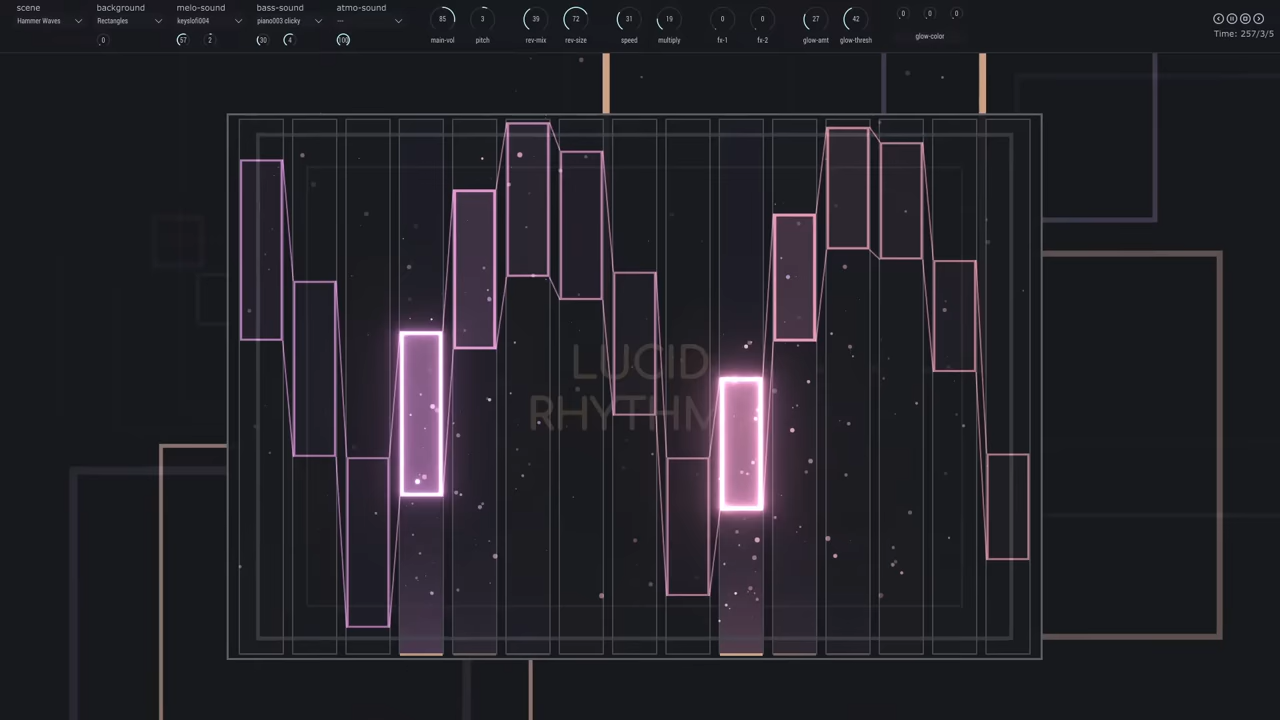 scene background melo-sound bass-sound atmo-sound
Hammer Waves Rectangles keyslofi004 piano003 clicky ---
0 57 2 30 4 100
85 3 39 72 31 19 0 0 27 42 0 0 0
main-vol pitch rev-mix rev-size speed multiply fx-1 fx-2 glow-amt glow-thresh glow-color
Time: 257/3/5
LUCID
RHYTHM